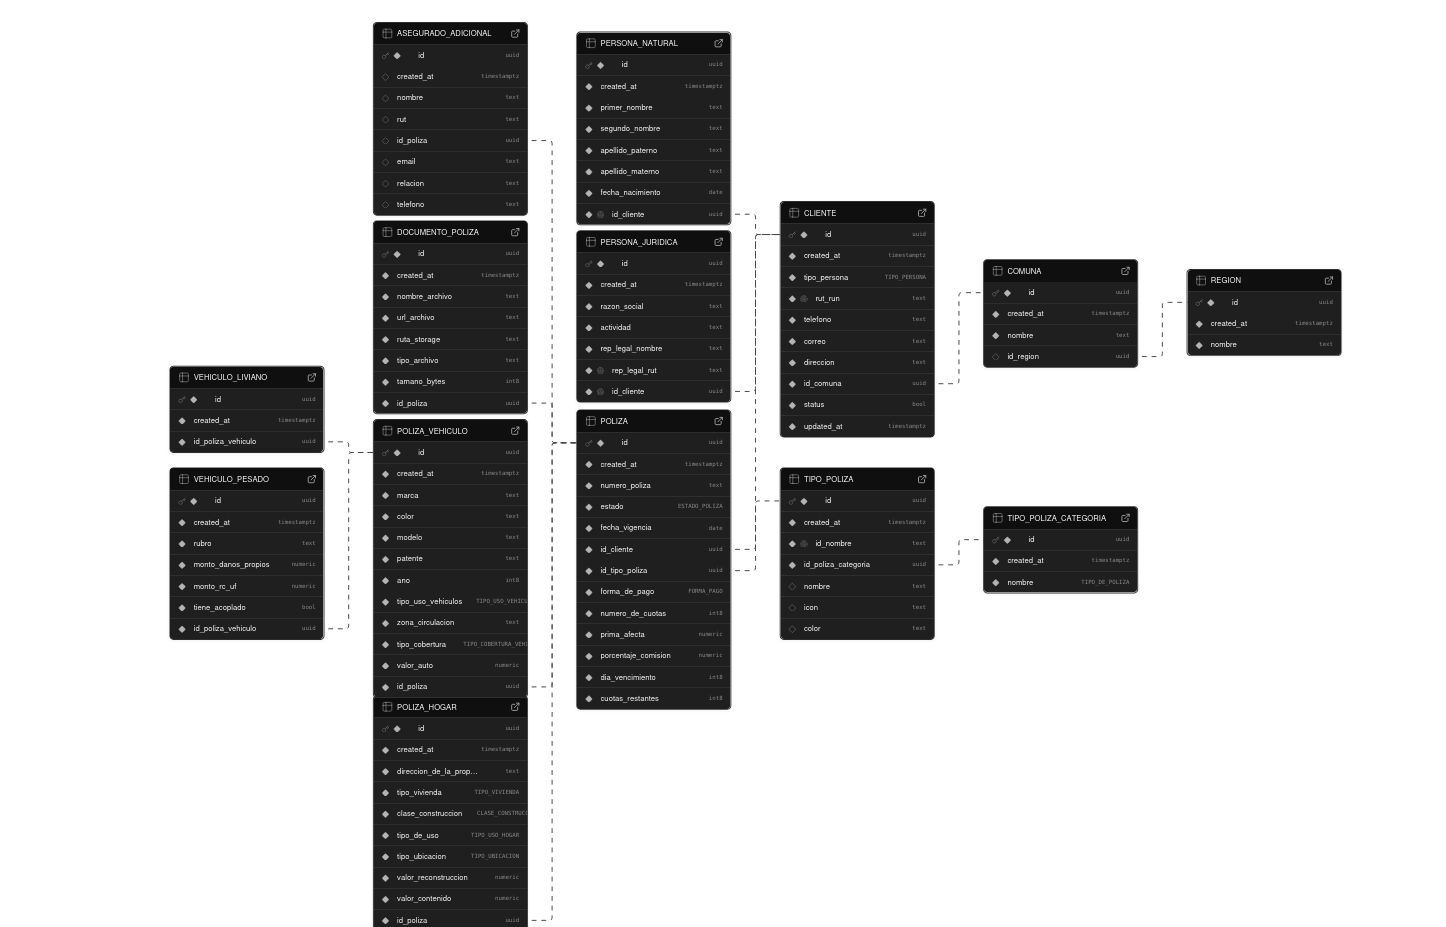 ASEGURADO_ADICIONAL
id uuid
created_at timestamptz
nombre text
rut text
id_poliza uuid
email text
relacion text
telefono text
DOCUMENTO_POLIZA
id uuid
created_at timestamptz
nombre_archivo text
url_archivo text
ruta_storage text
tipo_archivo text
tamano_bytes int8
id_poliza uuid
VEHICULO_LIVIANO
id uuid
created_at timestamptz
id_poliza_vehiculo uuid
VEHICULO_PESADO
id uuid
created_at timestamptz
rubro text
monto_danos_propios numeric
monto_rc_uf numeric
tiene_acoplado bool
id_poliza_vehiculo uuid
POLIZA_VEHICULO
id uuid
created_at timestamptz
marca text
color text
modelo text
patente text
ano int8
tipo_uso_vehiculos TIPO_USO_VEHICU
zona_circulacion text
tipo_cobertura TIPO_COBERTURA_VEHI
valor_auto numeric
id_poliza uuid
POLIZA_HOGAR
id uuid
created_at timestamptz
direccion_de_la_prop... text
tipo_vivienda TIPO_VIVIENDA
clase_construccion CLASE_CONSTRUCC
tipo_de_uso TIPO_USO_HOGAR
tipo_ubicacion TIPO_UBICACION
valor_reconstruccion numeric
valor_contenido numeric
id_poliza uuid
PERSONA_NATURAL
id uuid
created_at timestamptz
primer_nombre text
segundo_nombre text
apellido_paterno text
apellido_materno text
fecha_nacimiento date
id_cliente uuid
PERSONA_JURIDICA
id uuid
created_at timestamptz
razon_social text
actividad text
rep_legal_nombre text
rep_legal_rut text
id_cliente uuid
POLIZA
id uuid
created_at timestamptz
numero_poliza text
estado ESTADO_POLIZA
fecha_vigencia date
id_cliente uuid
id_tipo_poliza uuid
forma_de_pago FORMA_PAGO
numero_de_cuotas int8
prima_afecta numeric
porcentaje_comision numeric
dia_vencimiento int8
cuotas_restantes int8
CLIENTE
id uuid
created_at timestamptz
tipo_persona TIPO_PERSONA
rut_run text
telefono text
correo text
direccion text
id_comuna uuid
status bool
updated_at timestamptz
TIPO_POLIZA
id uuid
created_at timestamptz
id_nombre text
id_poliza_categoria uuid
nombre text
icon text
color text
COMUNA
id uuid
created_at timestamptz
nombre text
id_region uuid
TIPO_POLIZA_CATEGORIA
id uuid
created_at timestamptz
nombre TIPO_DE_POLIZA
REGION
id uuid
created_at timestamptz
nombre text